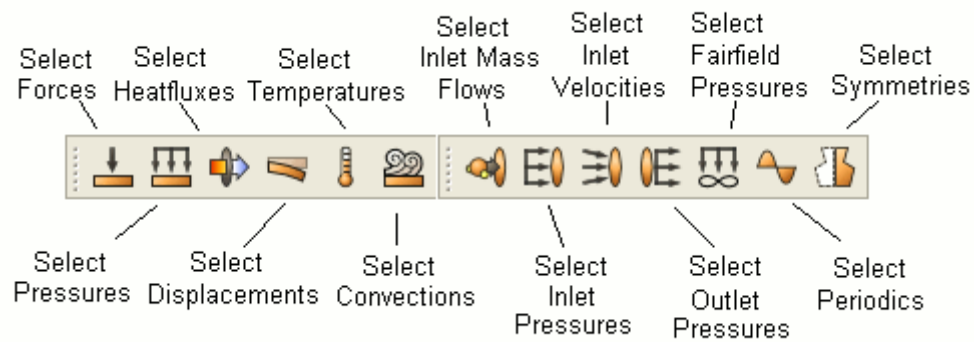 Select
Forces
Select
Heatfluxes
Select
Temperatures
Select
Inlet Mass
Flows
Select
Inlet
Velocities
Select
Fairfield
Pressures
Select
Symmetries
Select
Pressures
Select
Displacements
Select
Convections
Select
Inlet
Pressures
Select
Outlet
Pressures
Select
Periodics